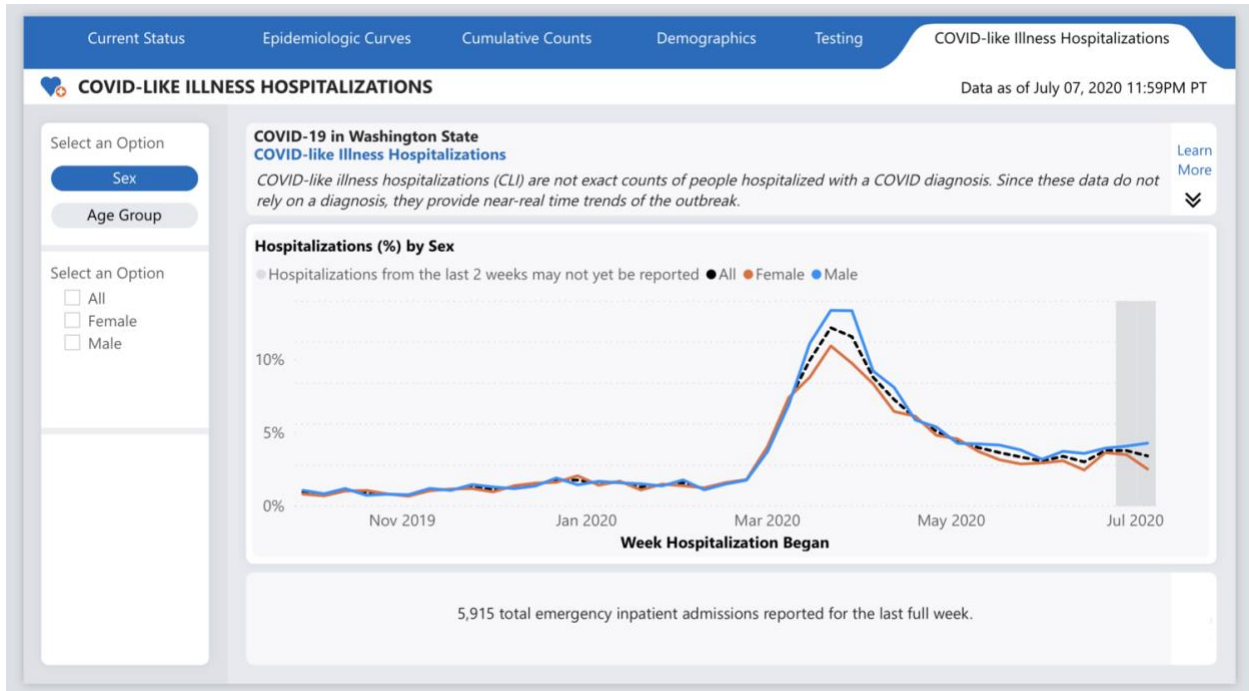 Current Status
Epidemiologic Curves
Cumulative Counts
Demographics
Testing
COVID-like Illness Hospitalizations
COVID-LIKE ILLNESS HOSPITALIZATIONS
Data as of July 07, 2020 11:59PM PT
Select an Option
Sex
Age Group
Select an Option
All
Female
Male
COVID-19 in Washington State
COVID-like Illness Hospitalizations
COVID-like illness hospitalizations (CLI) are not exact counts of people hospitalized with a COVID diagnosis. Since these data do not
rely on a diagnosis, they provide near-real time trends of the outbreak.
Learn
More
Hospitalizations (%) by Sex
Hospitalizations from the last 2 weeks may not yet be reported All Female Male
10%
5%
0%
Nov 2019 Jan 2020 Mar 2020 May 2020 Jul 2020
Week Hospitalization Began
5,915 total emergency inpatient admissions reported for the last full week.